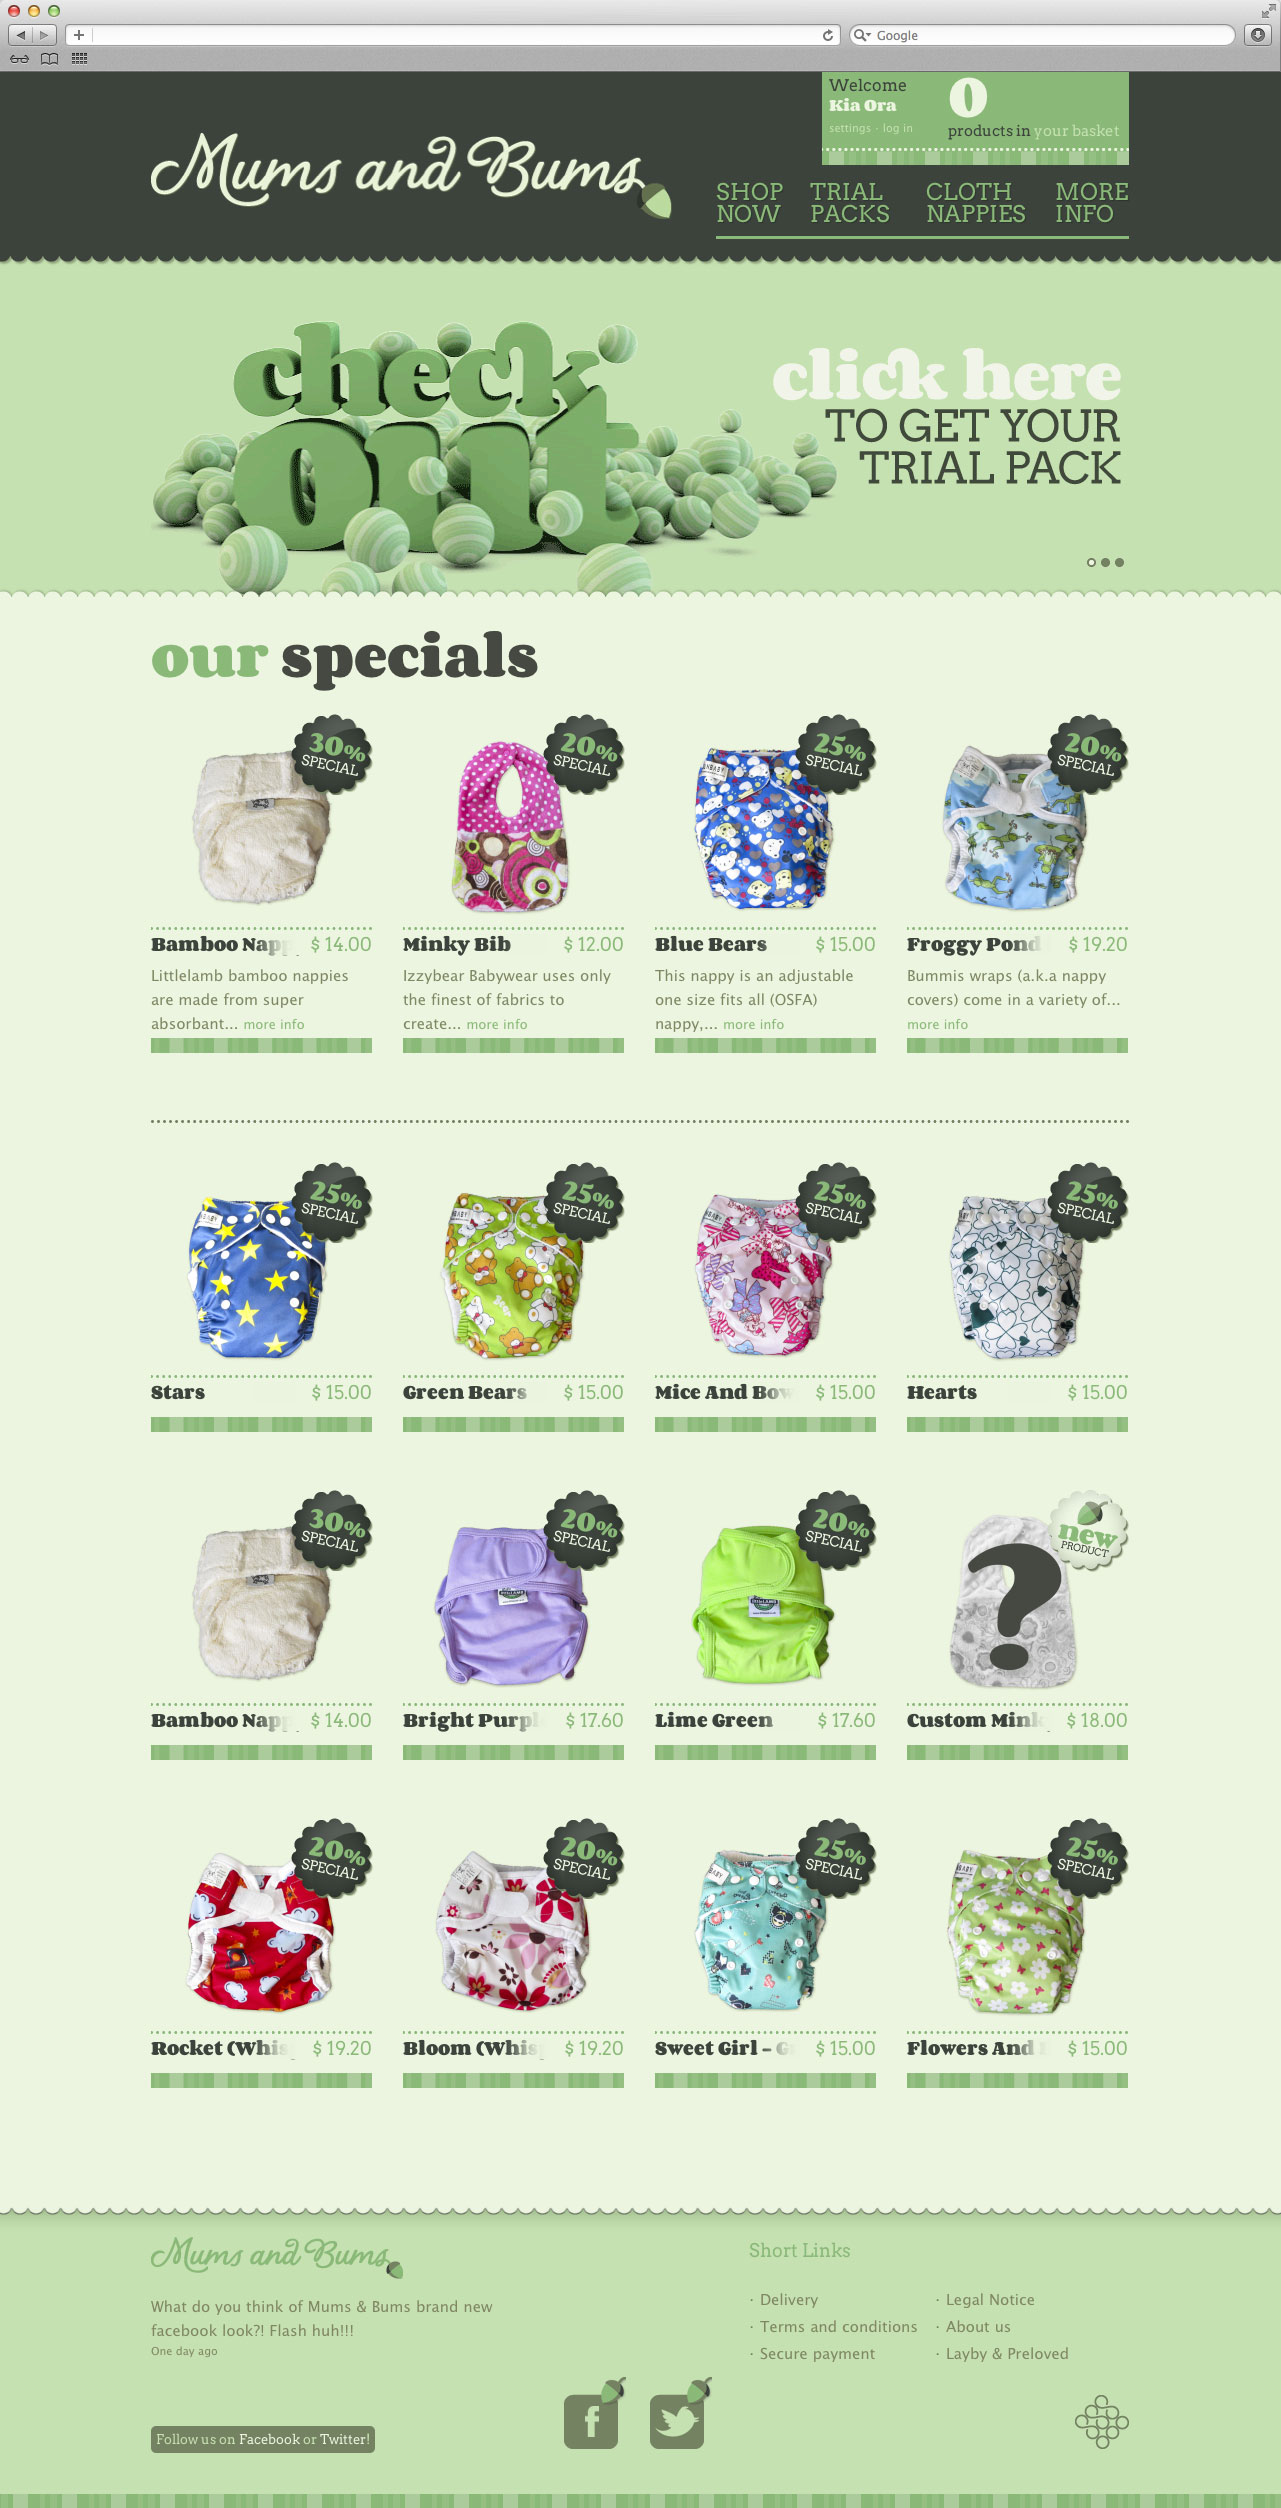 Google
Welcome
Kia Ora
settings · log in
0
products in your basket
Mums and Bums
SHOP NOW
TRIAL PACKS
CLOTH NAPPIES
MORE INFO
check
out
click here
TO GET YOUR
TRIAL PACK
our specials
30% SPECIAL
20% SPECIAL
25% SPECIAL
20% SPECIAL
Bamboo Napp $ 14.00
Littlelamb bamboo nappies
are made from super
absorbant... more info
Minky Bib $ 12.00
Izzybear Babywear uses only
the finest of fabrics to
create... more info
Blue Bears $ 15.00
This nappy is an adjustable
one size fits all (OSFA)
nappy,... more info
Froggy Pond $ 19.20
Bummis wraps (a.k.a nappy
covers) come in a variety of...
more info
25% SPECIAL
25% SPECIAL
25% SPECIAL
25% SPECIAL
Stars $ 15.00
Green Bears $ 15.00
Mice And Bow $ 15.00
Hearts $ 15.00
30% SPECIAL
20% SPECIAL
20% SPECIAL
new PRODUCT
?
Bamboo Napp $ 14.00
Bright Purpl $ 17.60
Lime Green $ 17.60
Custom Mink $ 18.00
20% SPECIAL
20% SPECIAL
25% SPECIAL
25% SPECIAL
Rocket (Whis $ 19.20
Bloom (Whis $ 19.20
Sweet Girl - G $ 15.00
Flowers And $ 15.00
Mums and Bums
What do you think of Mums & Bums brand new
facebook look?! Flash huh!!!
One day ago
Follow us on Facebook or Twitter!
f
Short Links
· Delivery
· Terms and conditions
· Secure payment
· Legal Notice
· About us
· Layby & Preloved